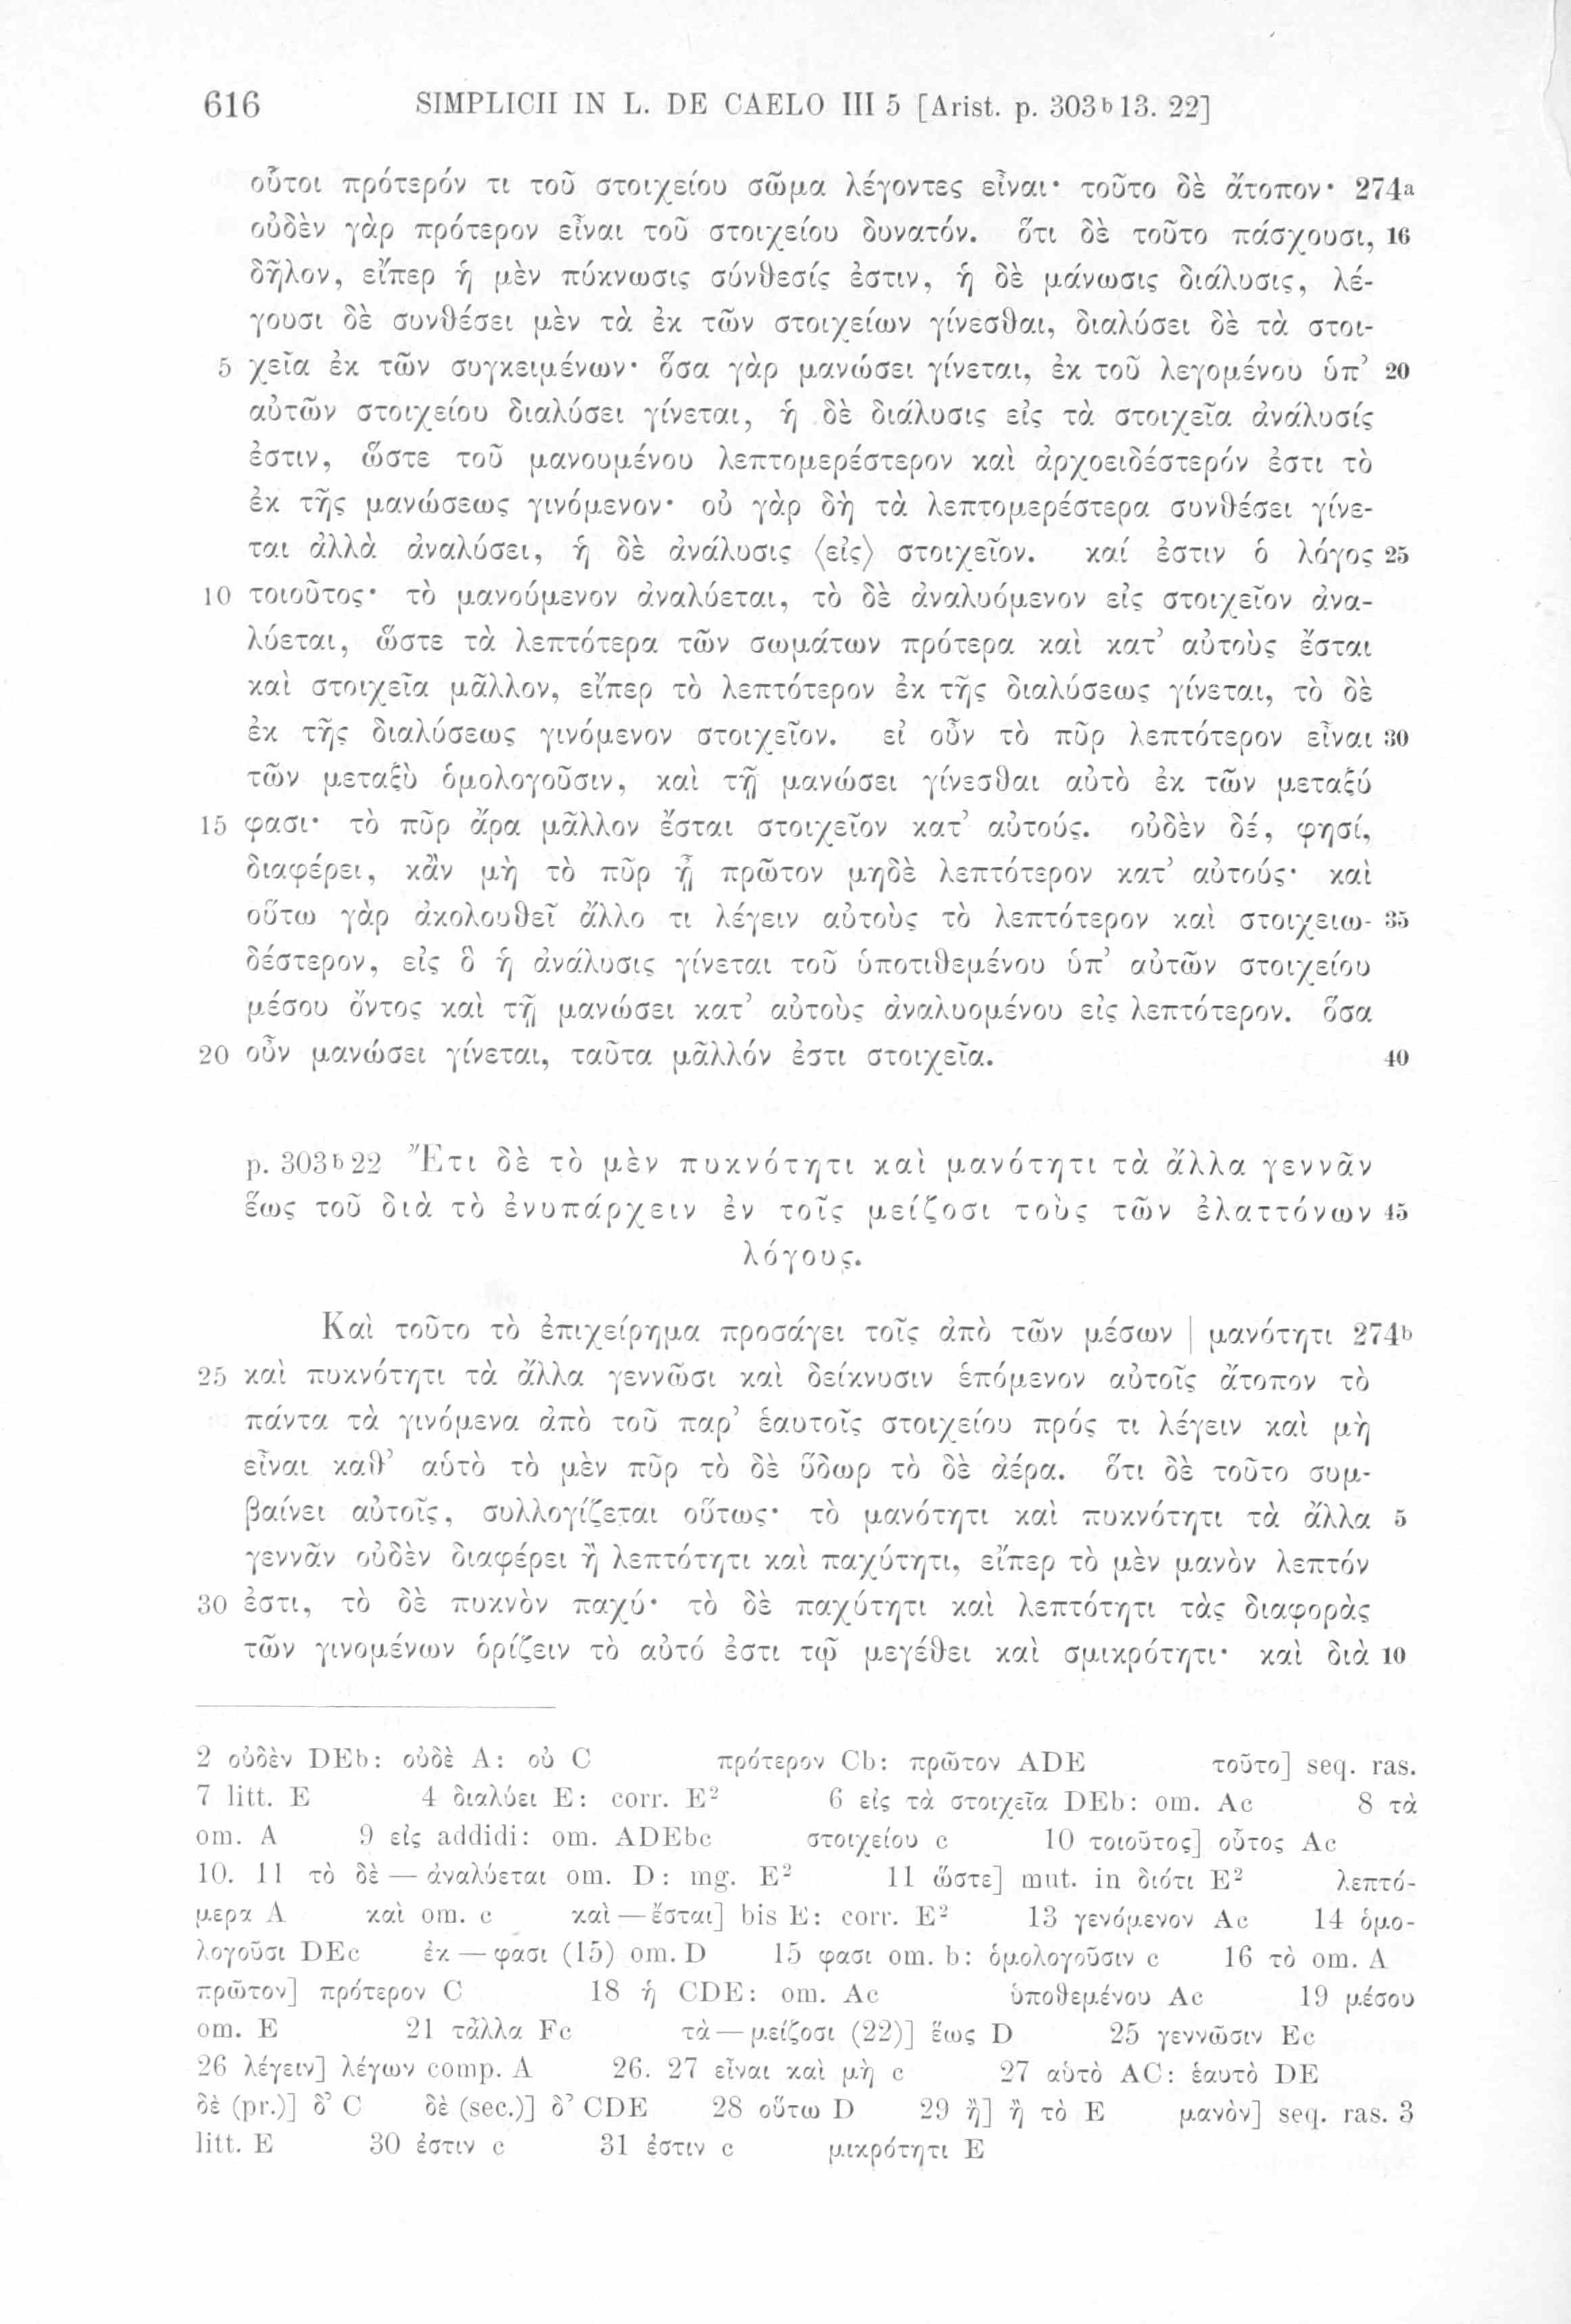 616 SIMPLICII IN L. DE CAELO III 5 [Arist. p. 303ᵇ13. 22]
οὗτοι πρότερόν τι τοῦ στοιχείου σῶμα λέγοντες εἶναι· τοῦτο δὲ ἄτοπον· 274a
οὐδὲν γὰρ πρότερον εἶναι τοῦ στοιχείου δυνατόν. ὅτι δὲ τοῦτο πάσχουσι, 16
δῆλον, εἴπερ ἡ μὲν πύκνωσις σύνθεσίς ἐστιν, ἡ δὲ μάνωσις διάλυσις, λέ-
γουσι δὲ συνθέσει μὲν τὰ ἐκ τῶν στοιχείων γίνεσθαι, διαλύσει δὲ τὰ στοι-
5 χεῖα ἐκ τῶν συγκειμένων· ὅσα γὰρ μανώσει γίνεται, ἐκ τοῦ λεγομένου ὑπ’ 20
αὐτῶν στοιχείου διαλύσει γίνεται, ἡ δὲ διάλυσις εἰς τὰ στοιχεῖα ἀνάλυσίς
ἐστιν, ὥστε τοῦ μανουμένου λεπτομερέστερον καὶ ἀρχοειδέστερόν ἐστι τὸ
ἐκ τῆς μανώσεως γινόμενον· οὐ γὰρ δὴ τὰ λεπτομερέστερα συνθέσει γίνε-
ται ἀλλὰ ἀναλύσει, ἡ δὲ ἀνάλυσις ⟨εἰς⟩ στοιχεῖον. καί ἐστιν ὁ λόγος 25
10 τοιοῦτος· τὸ μανούμενον ἀναλύεται, τὸ δὲ ἀναλυόμενον εἰς στοιχεῖον ἀνα-
λύεται, ὥστε τὰ λεπτότερα τῶν σωμάτων πρότερα καὶ κατ’ αὐτοὺς ἔσται
καὶ στοιχεῖα μᾶλλον, εἴπερ τὸ λεπτότερον ἐκ τῆς διαλύσεως γίνεται, τὸ δὲ
ἐκ τῆς διαλύσεως γινόμενον στοιχεῖον. εἰ οὖν τὸ πῦρ λεπτότερον εἶναι 30
τῶν μεταξὺ ὁμολογοῦσιν, καὶ τῇ μανώσει γίνεσθαι αὐτὸ ἐκ τῶν μεταξύ
15 φασι· τὸ πῦρ ἄρα μᾶλλον ἔσται στοιχεῖον κατ’ αὐτούς. οὐδὲν δέ, φησί,
διαφέρει, κἂν μὴ τὸ πῦρ ᾖ πρῶτον μηδὲ λεπτότερον κατ’ αὐτούς· καὶ
οὕτω γὰρ ἀκολουθεῖ ἄλλο τι λέγειν αὐτοὺς τὸ λεπτότερον καὶ στοιχειω- 35
δέστερον, εἰς ὃ ἡ ἀνάλυσις γίνεται τοῦ ὑποτιθεμένου ὑπ’ αὐτῶν στοιχείου
μέσου ὄντος καὶ τῇ μανώσει κατ’ αὐτοὺς ἀναλυομένου εἰς λεπτότερον. ὅσα
20 οὖν μανώσει γίνεται, ταῦτα μᾶλλόν ἐστι στοιχεῖα. 40
p. 303ᵇ22 Ἔτι δὲ τὸ μὲν πυκνότητι καὶ μανότητι τὰ ἄλλα γεννᾶν
ἕως τοῦ διὰ τὸ ἐνυπάρχειν ἐν τοῖς μείζοσι τοὺς τῶν ἐλαττόνων 45
λόγους.
Καὶ τοῦτο τὸ ἐπιχείρημα προσάγει τοῖς ἀπὸ τῶν μέσων | μανότητι 274b
25 καὶ πυκνότητι τὰ ἄλλα γεννῶσι καὶ δείκνυσιν ἑπόμενον αὐτοῖς ἄτοπον τὸ
πάντα τὰ γινόμενα ἀπὸ τοῦ παρ’ ἑαυτοῖς στοιχείου πρός τι λέγειν καὶ μὴ
εἶναι καθ’ αὑτὸ τὸ μὲν πῦρ τὸ δὲ ὕδωρ τὸ δὲ ἀέρα. ὅτι δὲ τοῦτο συμ-
βαίνει αὐτοῖς, συλλογίζεται οὕτως· τὸ μανότητι καὶ πυκνότητι τὰ ἄλλα 5
γεννᾶν οὐδὲν διαφέρει ἢ λεπτότητι καὶ παχύτητι, εἴπερ τὸ μὲν μανὸν λεπτόν
30 ἐστι, τὸ δὲ πυκνὸν παχύ· τὸ δὲ παχύτητι καὶ λεπτότητι τὰς διαφορὰς
τῶν γινομένων ὁρίζειν τὸ αὐτό ἐστι τῷ μεγέθει καὶ σμικρότητι· καὶ διὰ 10
2 οὐδὲν DEb: οὐδὲ A: οὐ C πρότερον Cb: πρῶτον ADE τοῦτο] seq. ras.
7 litt. E 4 διαλύει E: corr. E² 6 εἰς τὰ στοιχεῖα DEb: om. Ac 8 τὰ
om. A 9 εἰς addidi: om. ADEbc στοιχείου c 10 τοιοῦτος] οὗτος Ac
10. 11 τὸ δὲ — ἀναλύεται om. D: mg. E² 11 ὥστε] mut. in διότι E² λεπτό-
μερα A καὶ om. c καὶ — ἔσται] bis E: corr. E² 13 γενόμενον Ac 14 ὁμο-
λογοῦσι DEc ἐκ — φασι (15) om. D 15 φασι om. b: ὁμολογοῦσιν c 16 τὸ om. A
πρῶτον] πρότερον C 18 ἡ CDE: om. Ac ὑποθεμένου Ac 19 μέσου
om. E 21 τἆλλα Fc τὰ — μείζοσι (22)] ἕως D 25 γεννῶσιν Ec
26 λέγειν] λέγων comp. A 26. 27 εἶναι καὶ μὴ c 27 αὑτὸ AC: ἑαυτὸ DE
δὲ (pr.)] δ’ C δὲ (sec.)] δ’ CDE 28 οὕτω D 29 ἢ] ἢ τὸ E μανὸν] seq. ras. 3
litt. E 30 ἐστιν c 31 ἐστιν c μικρότητι E